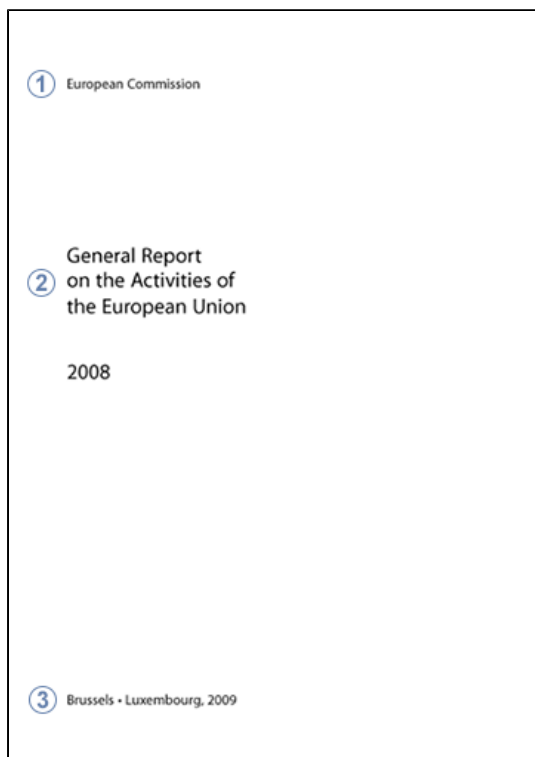 1 European Commission
General Report
2 on the Activities of
the European Union
2008
3 Brussels • Luxembourg, 2009